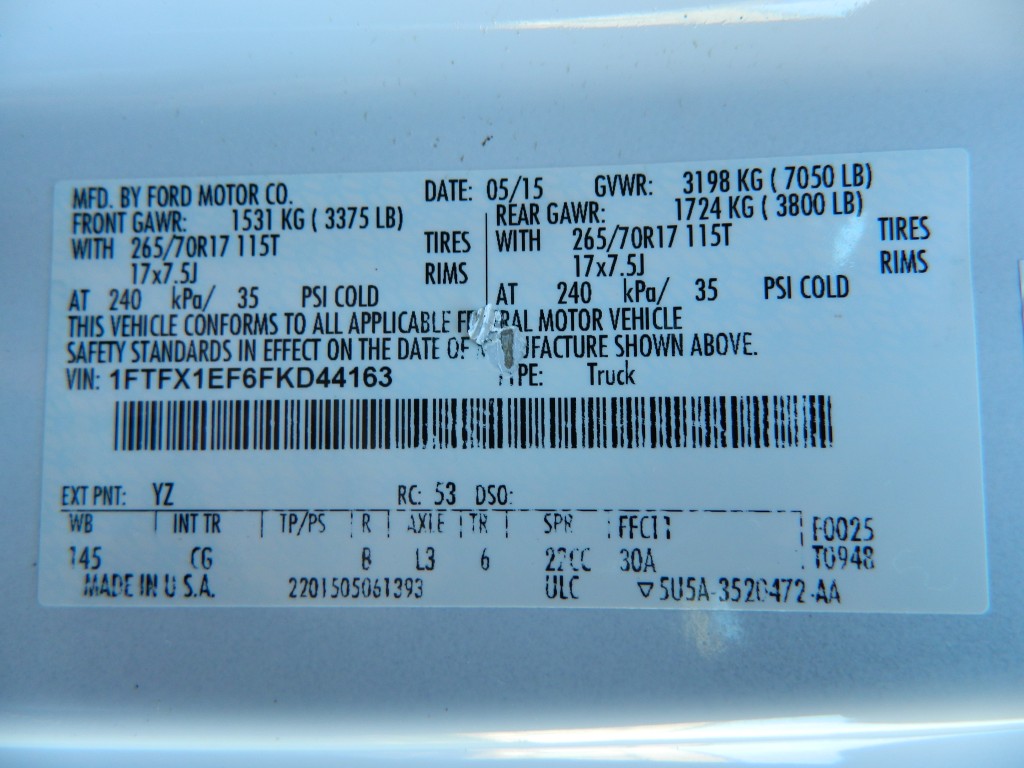 MFD. BY FORD MOTOR CO. DATE: 05/15 GVWR: 3198 KG ( 7050 LB)
FRONT GAWR: 1531 KG ( 3375 LB) REAR GAWR: 1724 KG ( 3800 LB)
WITH 265/70R17 115T TIRES WITH 265/70R17 115T TIRES
17x7.5J RIMS 17x7.5J RIMS
AT 240 kPa/ 35 PSI COLD AT 240 kPa/ 35 PSI COLD
THIS VEHICLE CONFORMS TO ALL APPLICABLE MOTOR VEHICLE
SAFETY STANDARDS IN EFFECT ON THE DATE OF SHOWN ABOVE.
VIN: 1FTFX1EF6FKD44163 TYPE: Truck
EXT PNT: YZ RC: 53 DSO:
WB INT TR TP/PS R AXLE TR SPR F0025
145 CG B L3 6 22CC 30A T0948
MADE IN U S.A. 2201505061393 ULC ▽5U5A-3520472-AA